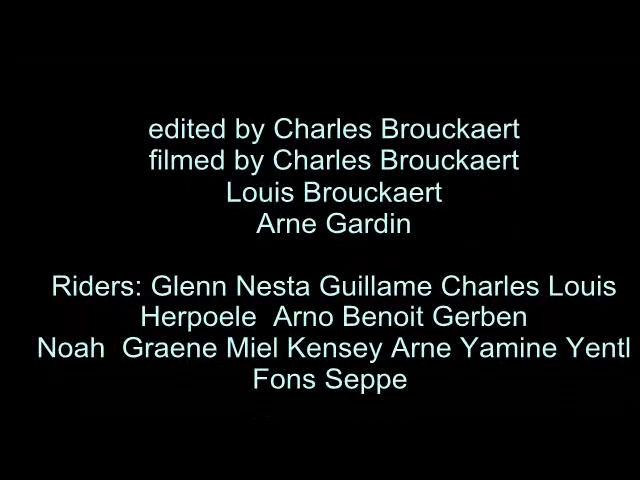 edited by Charles Brouckaert
filmed by Charles Brouckaert
Louis Brouckaert
Arne Gardin
Riders: Glenn Nesta Guillame Charles Louis
Herpoele  Arno Benoit Gerben
Noah  Graene Miel Kensey Arne Yamine Yentl
Fons Seppe